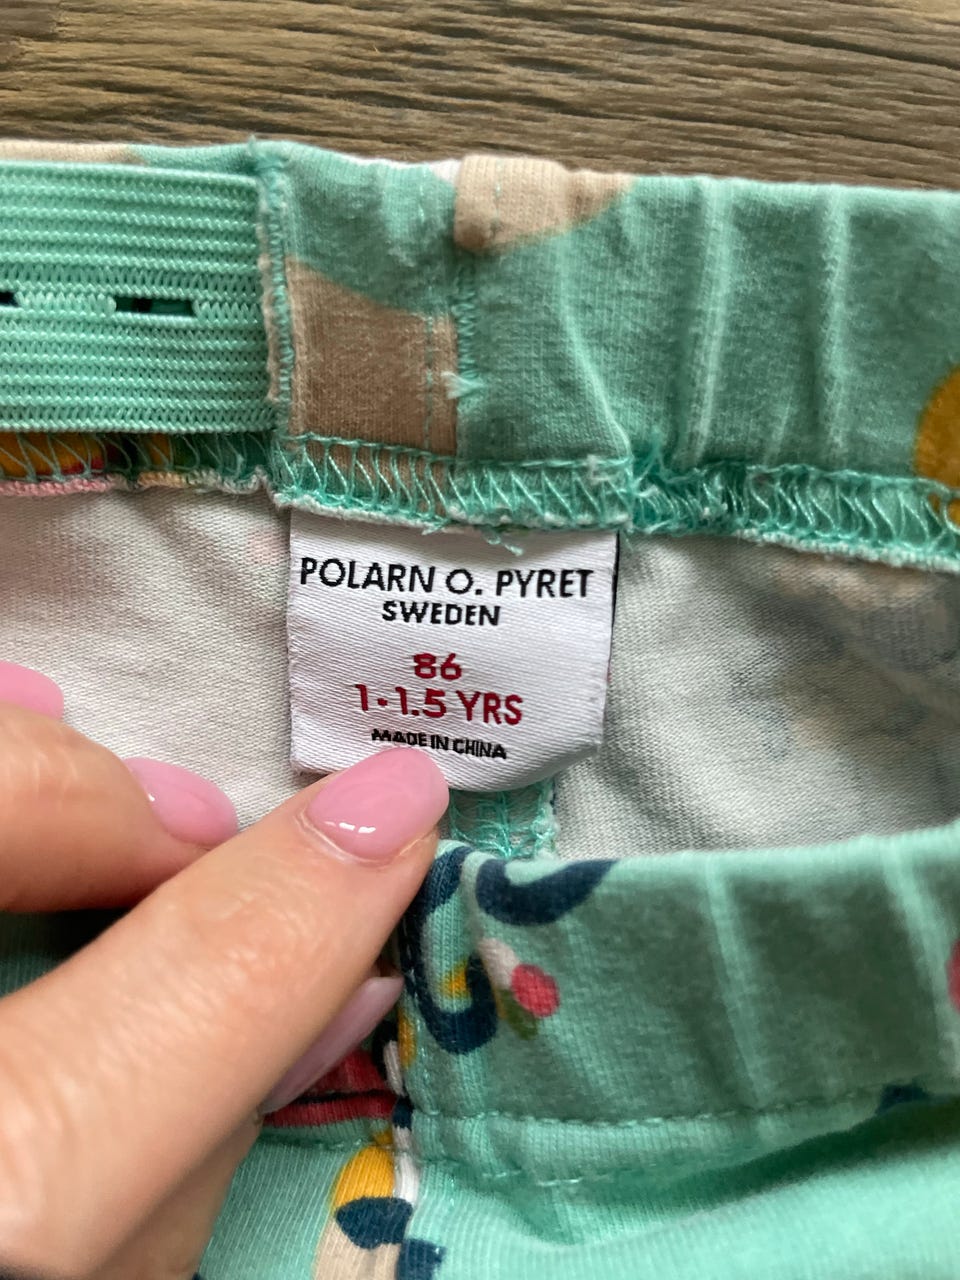 POLARN O. PYRET
SWEDEN
86
1-1.5 YRS
MADE IN CHINA